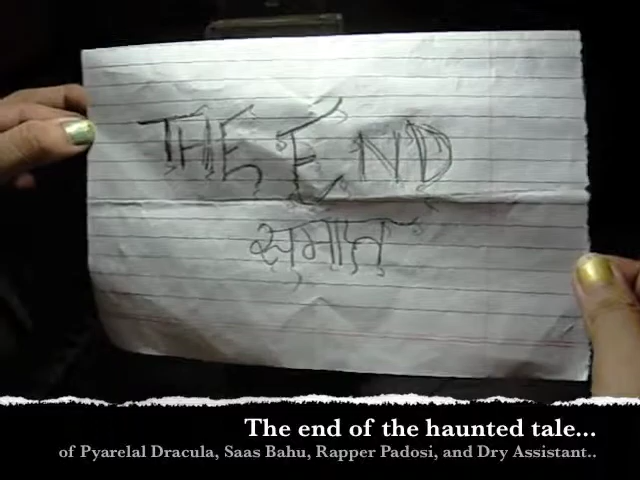 THE END
समाप्त
The end of the haunted tale...
of Pyarelal Dracula, Saas Bahu, Rapper Padosi, and Dry Assistant..